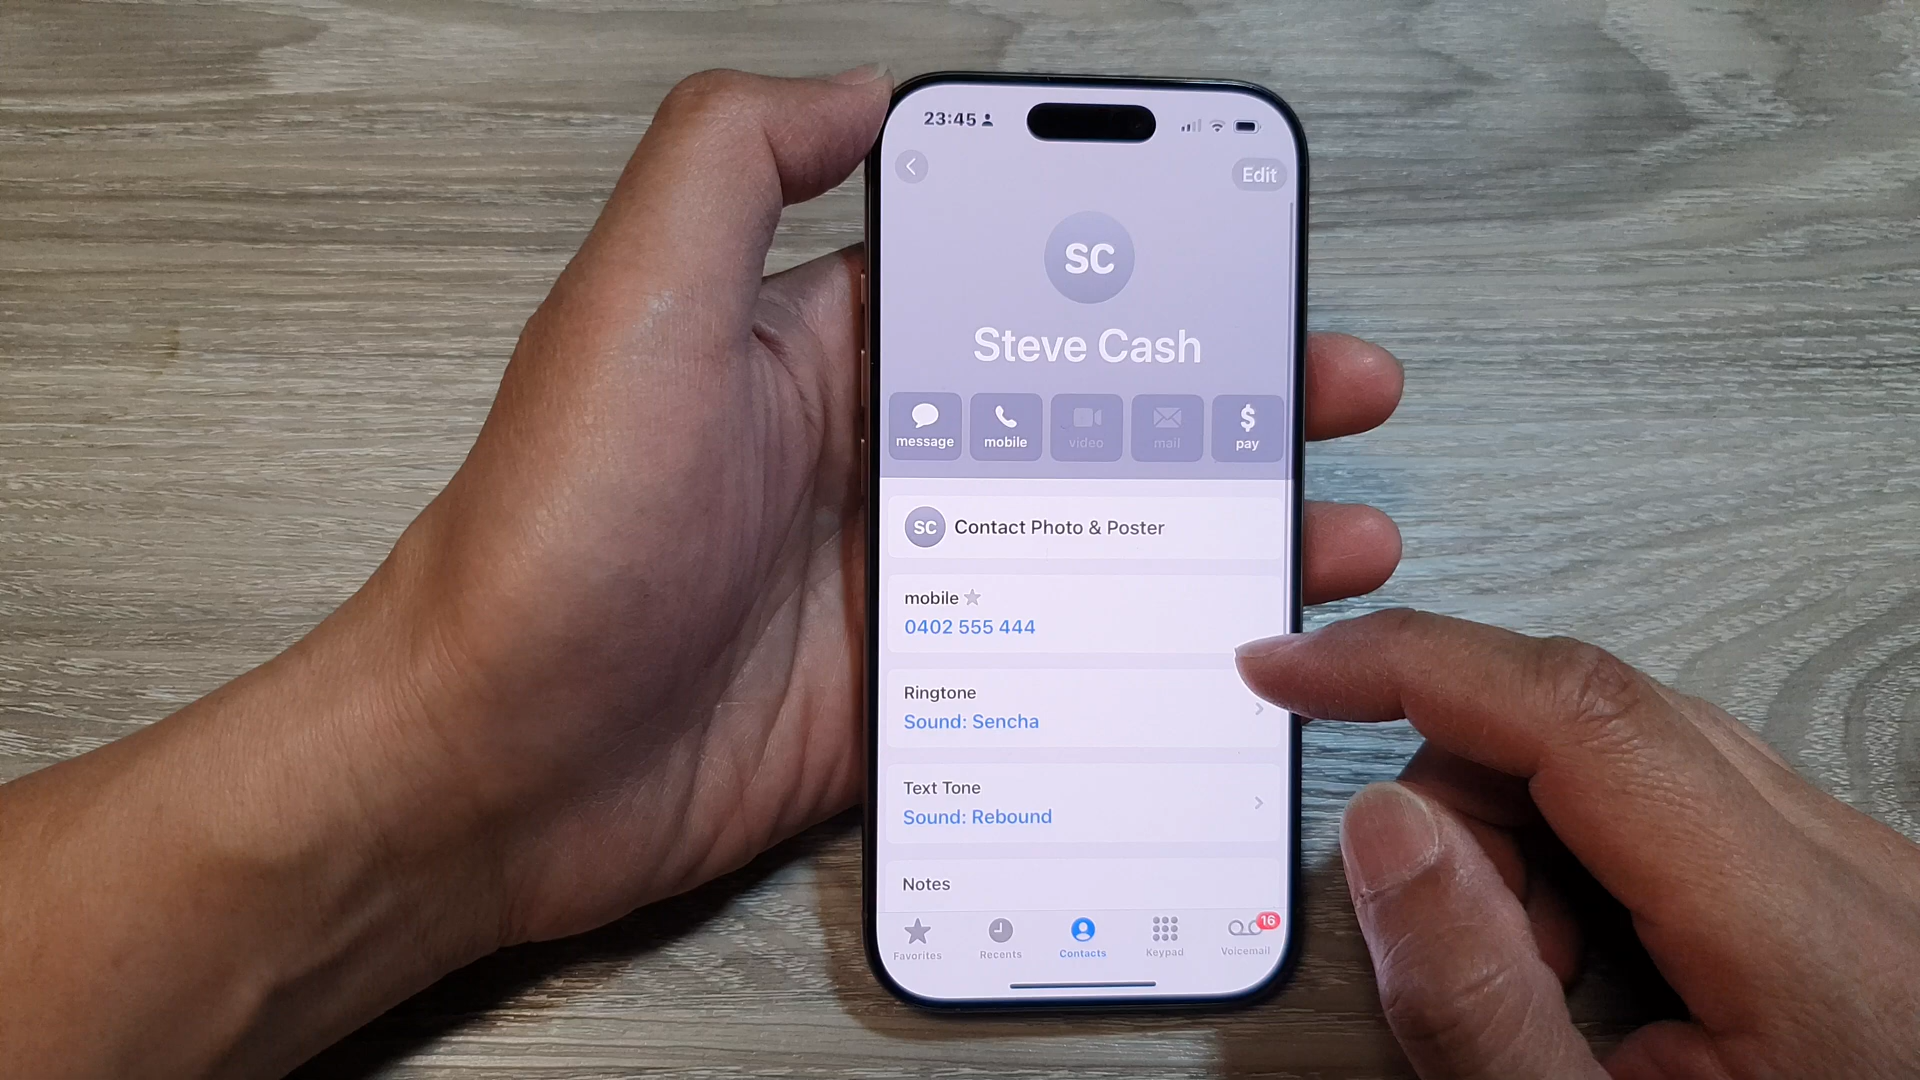 23:45
Edit
SC
Steve Cash
message
mobile
video
mail
$
pay
SC Contact Photo & Poster
mobile
0402 555 444
Ringtone
Sound: Sencha
Text Tone
Sound: Rebound
Notes
Favorites
Recents
Contacts
Keypad
16
Voicemail